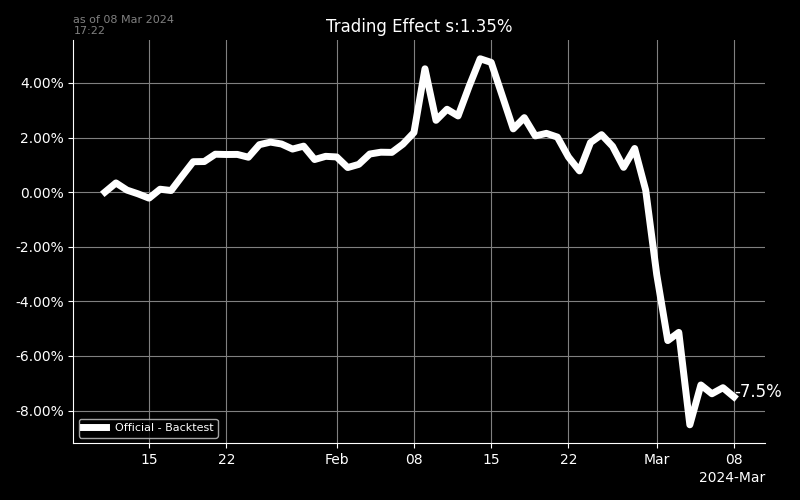 as of 08 Mar 2024
17:22
Trading Effect s:1.35%
4.00%
2.00%
0.00%
-2.00%
-4.00%
-6.00%
-8.00%
-7.5%
Official - Backtest
15 22 Feb 08 15 22 Mar 08
2024-Mar